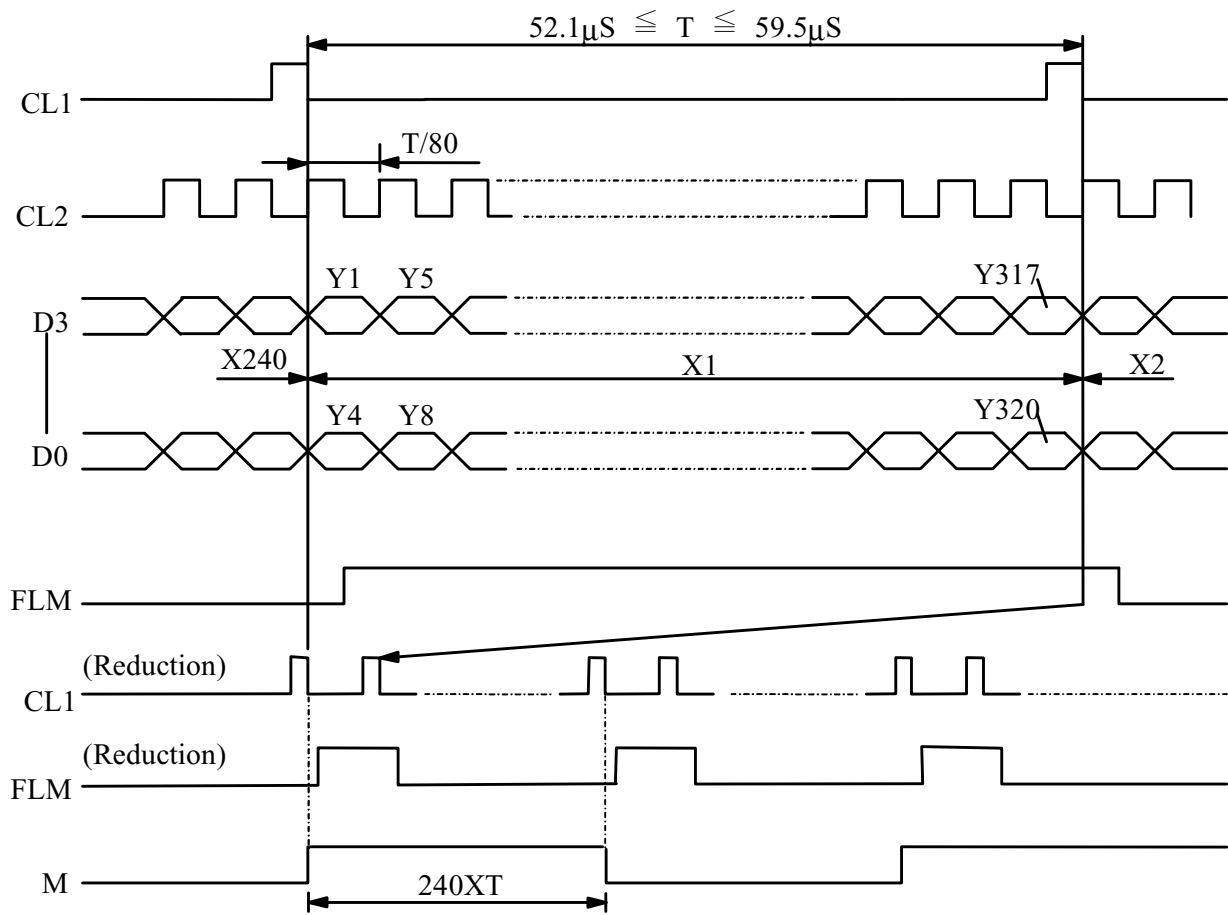 52.1μS ≦ T ≦ 59.5μS
CL1
T/80
CL2
Y1 Y5 Y317
D3
X240 X1 X2
Y4 Y8 Y320
D0
FLM
(Reduction)
CL1
(Reduction)
FLM
M
240XT